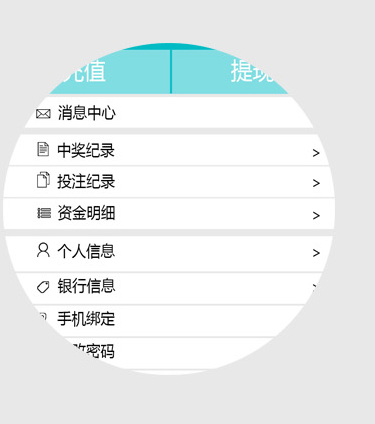 充值 提现
消息中心
中奖纪录 >
投注纪录 >
资金明细 >
个人信息 >
银行信息
手机绑定
密码